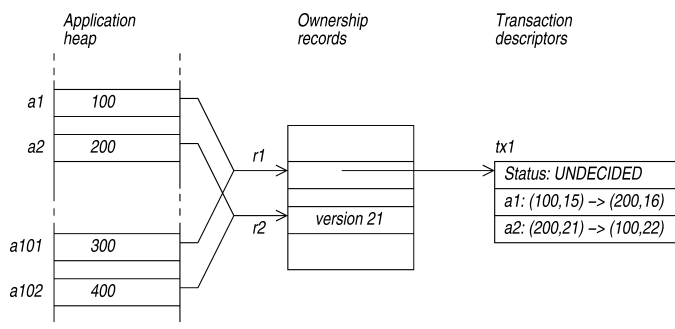 Application
heap
Ownership
records
Transaction
descriptors
a1
100
a2
200
a101
300
a102
400
r1
r2
version 21
tx1
Status: UNDECIDED
a1: (100,15) −> (200,16)
a2: (200,21) −> (100,22)